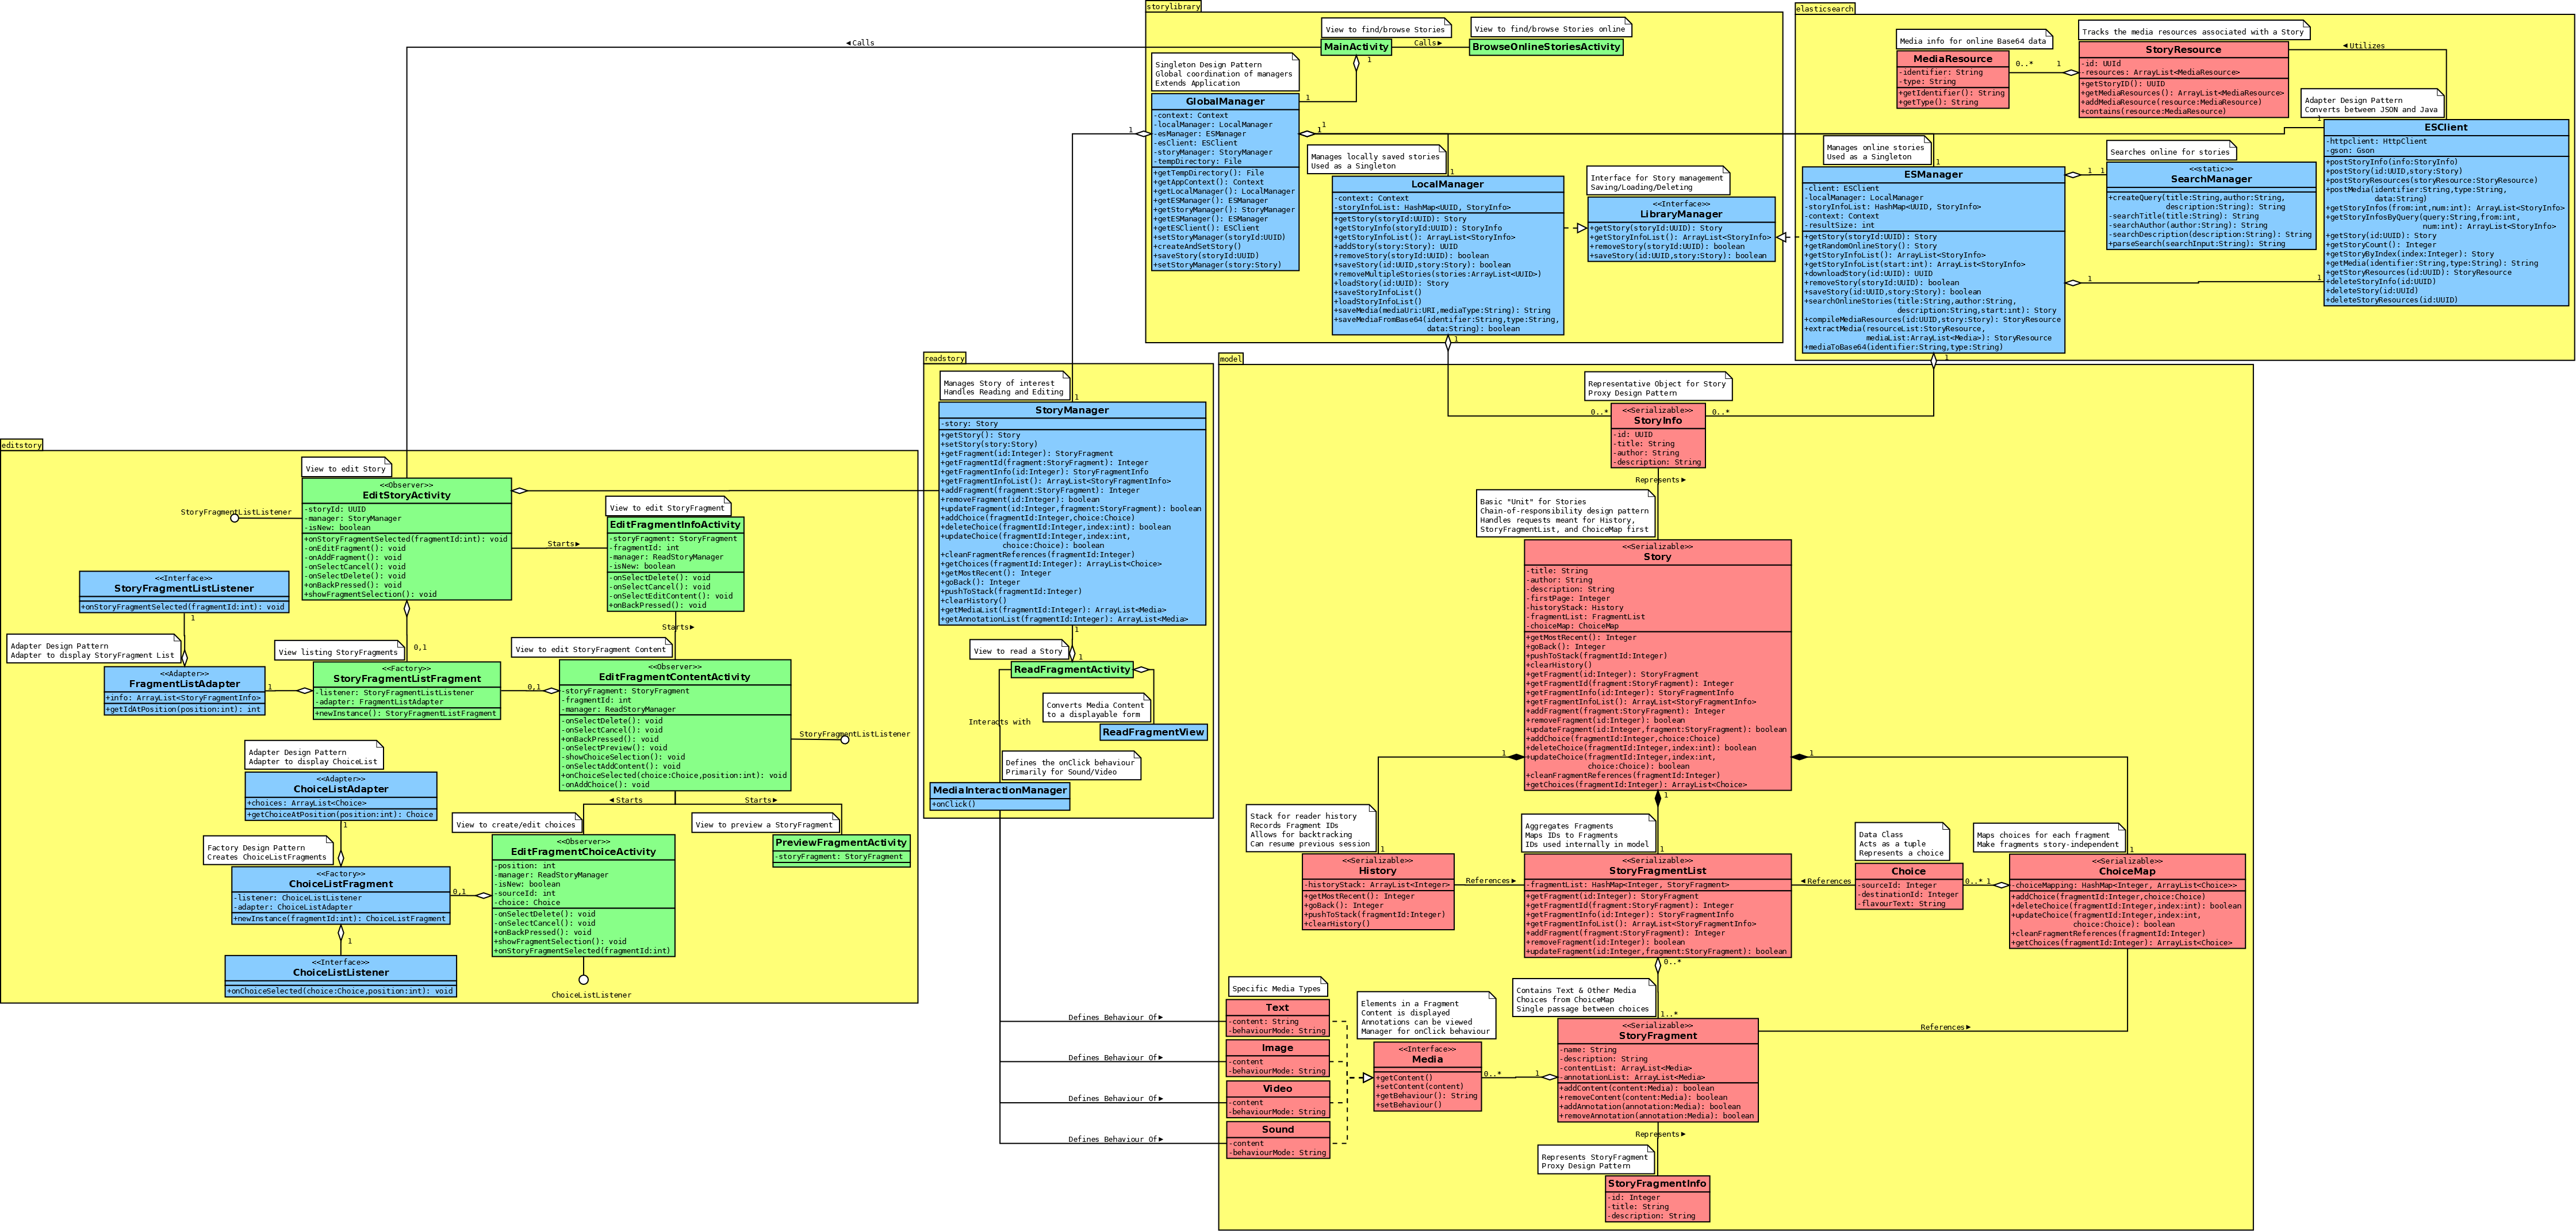 storylibrary
View to find/browse Stories
View to find/browse Stories online
◄Calls
MainActivity
Calls►
BrowseOnlineStoriesActivity
1
Singleton Design Pattern
Global coordination of managers
Extends Application
1
GlobalManager
-context: Context
-localManager: LocalManager
-esManager: ESManager
-esClient: ESClient
-storyManager: StoryManager
-tempDirectory: File
+getTempDirectory(): File
+getAppContext(): Context
+getLocalManager(): LocalManager
+getESManager(): ESManager
+getStoryManager(): StoryManager
+getESManager(): ESManager
+getESClient(): ESClient
+setStoryManager(storyId:UUID)
+createAndSetStory()
+saveStory(storyId:UUID)
+setStoryManager(story:Story)
1
1
1
Manages locally saved stories
Used as a Singleton
1
LocalManager
-context: Context
-storyInfoList: HashMap<UUID, StoryInfo>
+getStory(storyId:UUID): Story
+getStoryInfo(storyId:UUID): StoryInfo
+getStoryInfoList(): ArrayList<StoryInfo>
+addStory(story:Story): UUID
+removeStory(storyId:UUID): boolean
+saveStory(id:UUID,story:Story): boolean
+removeMultipleStories(stories:ArrayList<UUID>)
+loadStory(id:UUID): Story
+saveStoryInfoList()
+loadStoryInfoList()
+saveMedia(mediaUri:URI,mediaType:String): String
+saveMediaFromBase64(identifier:String,type:String,
data:String): boolean
1
Interface for Story management
Saving/Loading/Deleting
<<Interface>>
LibraryManager
+getStory(storyId:UUID): Story
+getStoryInfoList(): ArrayList<StoryInfo>
+removeStory(storyId:UUID): boolean
+saveStory(id:UUID,story:Story): boolean
elasticsearch
Media info for online Base64 data
MediaResource
-identifier: String
-type: String
+getIdentifier(): String
+getType(): String
0..*
1
Tracks the media resources associated with a Story
StoryResource
-id: UUId
-resources: ArrayList<MediaResource>
+getStoryID(): UUID
+getMediaResources(): ArrayList<MediaResource>
+addMediaResource(resource:MediaResource)
+contains(resource:MediaResource)
◄Utilizes
Adapter Design Pattern
Converts between JSON and Java
1
ESClient
-httpclient: HttpClient
-gson: Gson
+postStoryInfo(info:StoryInfo)
+postStory(id:UUID,story:Story)
+postStoryResources(storyResource:StoryResource)
+postMedia(identifier:String,type:String,
data:String)
+getStoryInfos(from:int,num:int): ArrayList<StoryInfo>
+getStoryInfosByQuery(query:String,from:int,
num:int): ArrayList<StoryInfo>
+getStory(id:UUID): Story
+getStoryCount(): Integer
+getStoryByIndex(index:Integer): Story
+getMedia(identifier:String,type:String): String
+getStoryResources(id:UUID): StoryResource
+deleteStoryInfo(id:UUID)
+deleteStory(id:UUId)
+deleteStoryResources(id:UUID)
Manages online stories
Used as a Singleton
1
ESManager
-client: ESClient
-localManager: LocalManager
-storyInfoList: HashMap<UUID, StoryInfo>
-context: Context
-resultSize: int
+getStory(storyId:UUID): Story
+getRandomOnlineStory(): Story
+getStoryInfoList(): ArrayList<StoryInfo>
+getStoryInfoList(start:int): ArrayList<StoryInfo>
+downloadStory(id:UUID): UUID
+removeStory(storyId:UUID): boolean
+saveStory(id:UUID,story:Story): boolean
+searchOnlineStories(title:String,author:String,
description:String,start:int): Story
+compileMediaResources(id:UUID,story:Story): StoryResource
+extractMedia(resourceList:StoryResource,
mediaList:ArrayList<Media>): StoryResource
+mediaToBase64(identifier:String,type:String)
1
1
1
1
1
Searches online for stories
<<static>>
SearchManager
+createQuery(title:String,author:String,
description:String): String
-searchTitle(title:String): String
-searchAuthor(author:String): String
-searchDescription(description:String): String
+parseSearch(searchInput:String): String
readstory
Manages Story of interest
Handles Reading and Editing
1
StoryManager
-story: Story
+getStory(): Story
+setStory(story:Story)
+getFragment(id:Integer): StoryFragment
+getFragmentId(fragment:StoryFragment): Integer
+getFragmentInfo(id:Integer): StoryFragmentInfo
+getFragmentInfoList(): ArrayList<StoryFragmentInfo>
+addFragment(fragment:StoryFragment): Integer
+removeFragment(id:Integer): boolean
+updateFragment(id:Integer,fragment:StoryFragment): boolean
+addChoice(fragmentId:Integer,choice:Choice)
+deleteChoice(fragmentId:Integer,index:int): boolean
+updateChoice(fragmentId:Integer,index:int,
choice:Choice): boolean
+cleanFragmentReferences(fragmentId:Integer)
+getChoices(fragmentId:Integer): ArrayList<Choice>
+getMostRecent(): Integer
+goBack(): Integer
+pushToStack(fragmentId:Integer)
+clearHistory()
+getMediaList(fragmentId:Integer): ArrayList<Media>
+getAnnotationList(fragmentId:Integer): ArrayList<Media>
1
View to read a Story
1
ReadFragmentActivity
Converts Media Content
to a displayable form
Interacts with
ReadFragmentView
Defines the onClick behaviour
Primarily for Sound/Video
MediaInteractionManager
+onClick()
editstory
View to edit Story
<<Observer>>
EditStoryActivity
-storyId: UUID
-manager: StoryManager
-isNew: boolean
+onStoryFragmentSelected(fragmentId:int): void
-onEditFragment(): void
-onAddFragment(): void
-onSelectCancel(): void
-onSelectDelete(): void
+onBackPressed(): void
+showFragmentSelection(): void
StoryFragmentListListener
Starts►
View to edit StoryFragment
EditFragmentInfoActivity
-storyFragment: StoryFragment
-fragmentId: int
-manager: ReadStoryManager
-isNew: boolean
-onSelectDelete(): void
-onSelectCancel(): void
-onSelectEditContent(): void
+onBackPressed(): void
Starts►
<<Interface>>
StoryFragmentListListener
+onStoryFragmentSelected(fragmentId:int): void
1
Adapter Design Pattern
Adapter to display StoryFragment List
<<Adapter>>
FragmentListAdapter
+info: ArrayList<StoryFragmentInfo>
+getIdAtPosition(position:int): int
1
View listing StoryFragments
0,1
<<Factory>>
StoryFragmentListFragment
-listener: StoryFragmentListListener
-adapter: FragmentListAdapter
+newInstance(): StoryFragmentListFragment
0,1
View to edit StoryFragment Content
<<Observer>>
EditFragmentContentActivity
-storyFragment: StoryFragment
-fragmentId: int
-manager: ReadStoryManager
-onSelectDelete(): void
-onSelectCancel(): void
+onBackPressed(): void
-onSelectPreview(): void
-showChoiceSelection(): void
-onSelectAddContent(): void
+onChoiceSelected(choice:Choice,position:int): void
-onAddChoice(): void
StoryFragmentListListener
◄Starts
Starts►
Adapter Design Pattern
Adapter to display ChoiceList
<<Adapter>>
ChoiceListAdapter
+choices: ArrayList<Choice>
+getChoiceAtPosition(position:int): Choice
1
Factory Design Pattern
Creates ChoiceListFragments
<<Factory>>
ChoiceListFragment
-listener: ChoiceListListener
-adapter: ChoiceListAdapter
+newInstance(fragmentId:int): ChoiceListFragment
0,1
1
<<Interface>>
ChoiceListListener
+onChoiceSelected(choice:Choice,position:int): void
View to create/edit choices
<<Observer>>
EditFragmentChoiceActivity
-position: int
-manager: ReadStoryManager
-isNew: boolean
-sourceId: int
-choice: Choice
-onSelectDelete(): void
-onSelectCancel(): void
+onBackPressed(): void
+showFragmentSelection(): void
+onStoryFragmentSelected(fragmentId:int)
ChoiceListListener
View to preview a StoryFragment
PreviewFragmentActivity
-storyFragment: StoryFragment
model
Representative Object for Story
Proxy Design Pattern
0..*
0..*
<<Serializable>>
StoryInfo
-id: UUID
-title: String
-author: String
-description: String
Represents►
Basic "Unit" for Stories
Chain-of-responsibility design pattern
Handles requests meant for History,
StoryFragmentList, and ChoiceMap first
<<Serializable>>
Story
-title: String
-author: String
-description: String
-firstPage: Integer
-historyStack: History
-fragmentList: FragmentList
-choiceMap: ChoiceMap
+getMostRecent(): Integer
+goBack(): Integer
+pushToStack(fragmentId:Integer)
+clearHistory()
+getFragment(id:Integer): StoryFragment
+getFragmentId(fragment:StoryFragment): Integer
+getFragmentInfo(id:Integer): StoryFragmentInfo
+getFragmentInfoList(): ArrayList<StoryFragmentInfo>
+addFragment(fragment:StoryFragment): Integer
+removeFragment(id:Integer): boolean
+updateFragment(id:Integer,fragment:StoryFragment): boolean
+addChoice(fragmentId:Integer,choice:Choice)
+deleteChoice(fragmentId:Integer,index:int): boolean
+updateChoice(fragmentId:Integer,index:int,
choice:Choice): boolean
+cleanFragmentReferences(fragmentId:Integer)
+getChoices(fragmentId:Integer): ArrayList<Choice>
1
1
1
Stack for reader history
Records Fragment IDs
Allows for backtracking
Can resume previous session
1
<<Serializable>>
History
-historyStack: ArrayList<Integer>
+getMostRecent(): Integer
+goBack(): Integer
+pushToStack(fragmentId:Integer)
+clearHistory()
References►
Aggregates Fragments
Maps IDs to Fragments
IDs used internally in model
1
<<Serializable>>
StoryFragmentList
-fragmentList: HashMap<Integer, StoryFragment>
+getFragment(id:Integer): StoryFragment
+getFragmentId(fragment:StoryFragment): Integer
+getFragmentInfo(id:Integer): StoryFragmentInfo
+getFragmentInfoList(): ArrayList<StoryFragmentInfo>
+addFragment(fragment:StoryFragment): Integer
+removeFragment(id:Integer): boolean
+updateFragment(id:Integer,fragment:StoryFragment): boolean
0..*
◄References
Data Class
Acts as a tuple
Represents a choice
Choice
-sourceId: Integer
-destinationId: Integer
-flavourText: String
0..*
1
Maps choices for each fragment
Make fragments story-independent
1
<<Serializable>>
ChoiceMap
-choiceMapping: HashMap<Integer, ArrayList<Choice>>
+addChoice(fragmentId:Integer,choice:Choice)
+deleteChoice(fragmentId:Integer,index:int): boolean
+updateChoice(fragmentId:Integer,index:int,
choice:Choice): boolean
+cleanFragmentReferences(fragmentId:Integer)
+getChoices(fragmentId:Integer): ArrayList<Choice>
Specific Media Types
Defines Behaviour Of►
Text
-content: String
-behaviourMode: String
Defines Behaviour Of►
Image
-content
-behaviourMode: String
Defines Behaviour Of►
Video
-content
-behaviourMode: String
Defines Behaviour Of►
Sound
-content
-behaviourMode: String
Elements in a Fragment
Content is displayed
Annotations can be viewed
Manager for onClick behaviour
<<Interface>>
Media
+getContent()
+setContent(content)
+getBehaviour(): String
+setBehaviour()
0..*
1
Contains Text & Other Media
Choices from ChoiceMap
Single passage between choices
1..*
<<Serializable>>
StoryFragment
-name: String
-description: String
-contentList: ArrayList<Media>
-annotationList: ArrayList<Media>
+addContent(content:Media): boolean
+removeContent(content:Media): boolean
+addAnnotation(annotation:Media): boolean
+removeAnnotation(annotation:Media): boolean
References►
Represents►
Represents StoryFragment
Proxy Design Pattern
StoryFragmentInfo
-id: Integer
-title: String
-description: String